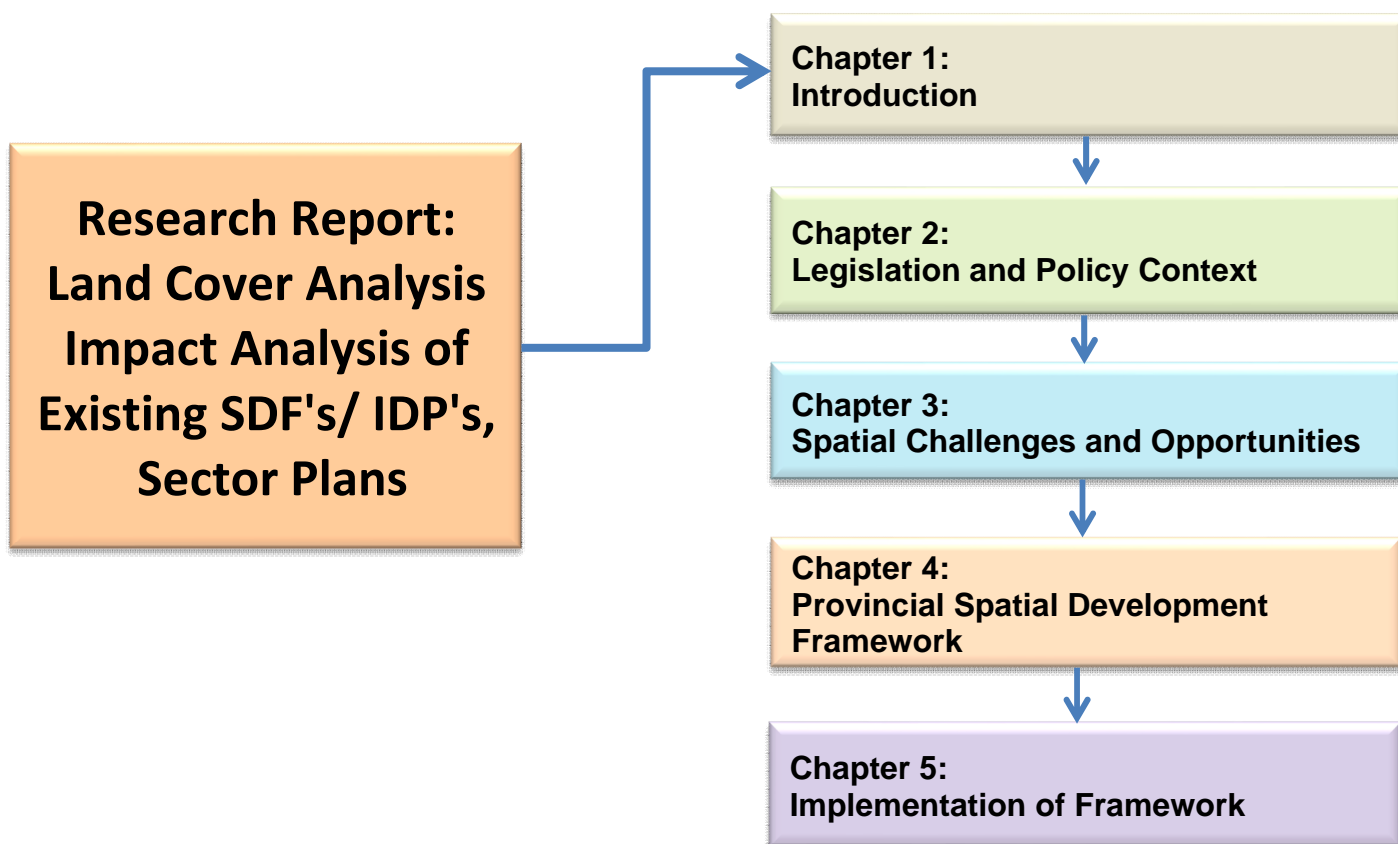 Research Report:
Land Cover Analysis
Impact Analysis of
Existing SDF's/ IDP's,
Sector Plans
Chapter 1:
Introduction
Chapter 2:
Legislation and Policy Context
Chapter 3:
Spatial Challenges and Opportunities
Chapter 4:
Provincial Spatial Development
Framework
Chapter 5:
Implementation of Framework